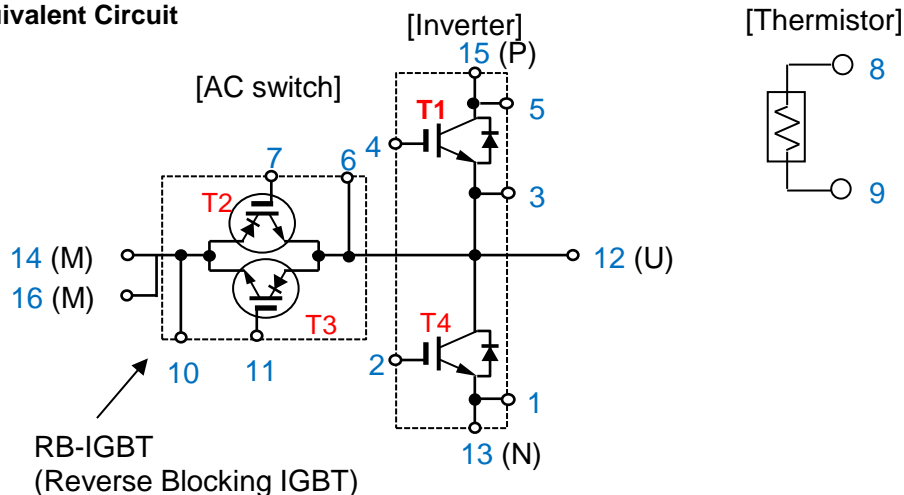 uivalent Circuit
[Inverter]
[Thermistor]
15 (P)
8
[AC switch]
T1
5
4
7
6
3
9
T2
14 (M)
12 (U)
16 (M)
T3
T4
2
10
11
1
RB-IGBT
13 (N)
(Reverse Blocking IGBT)